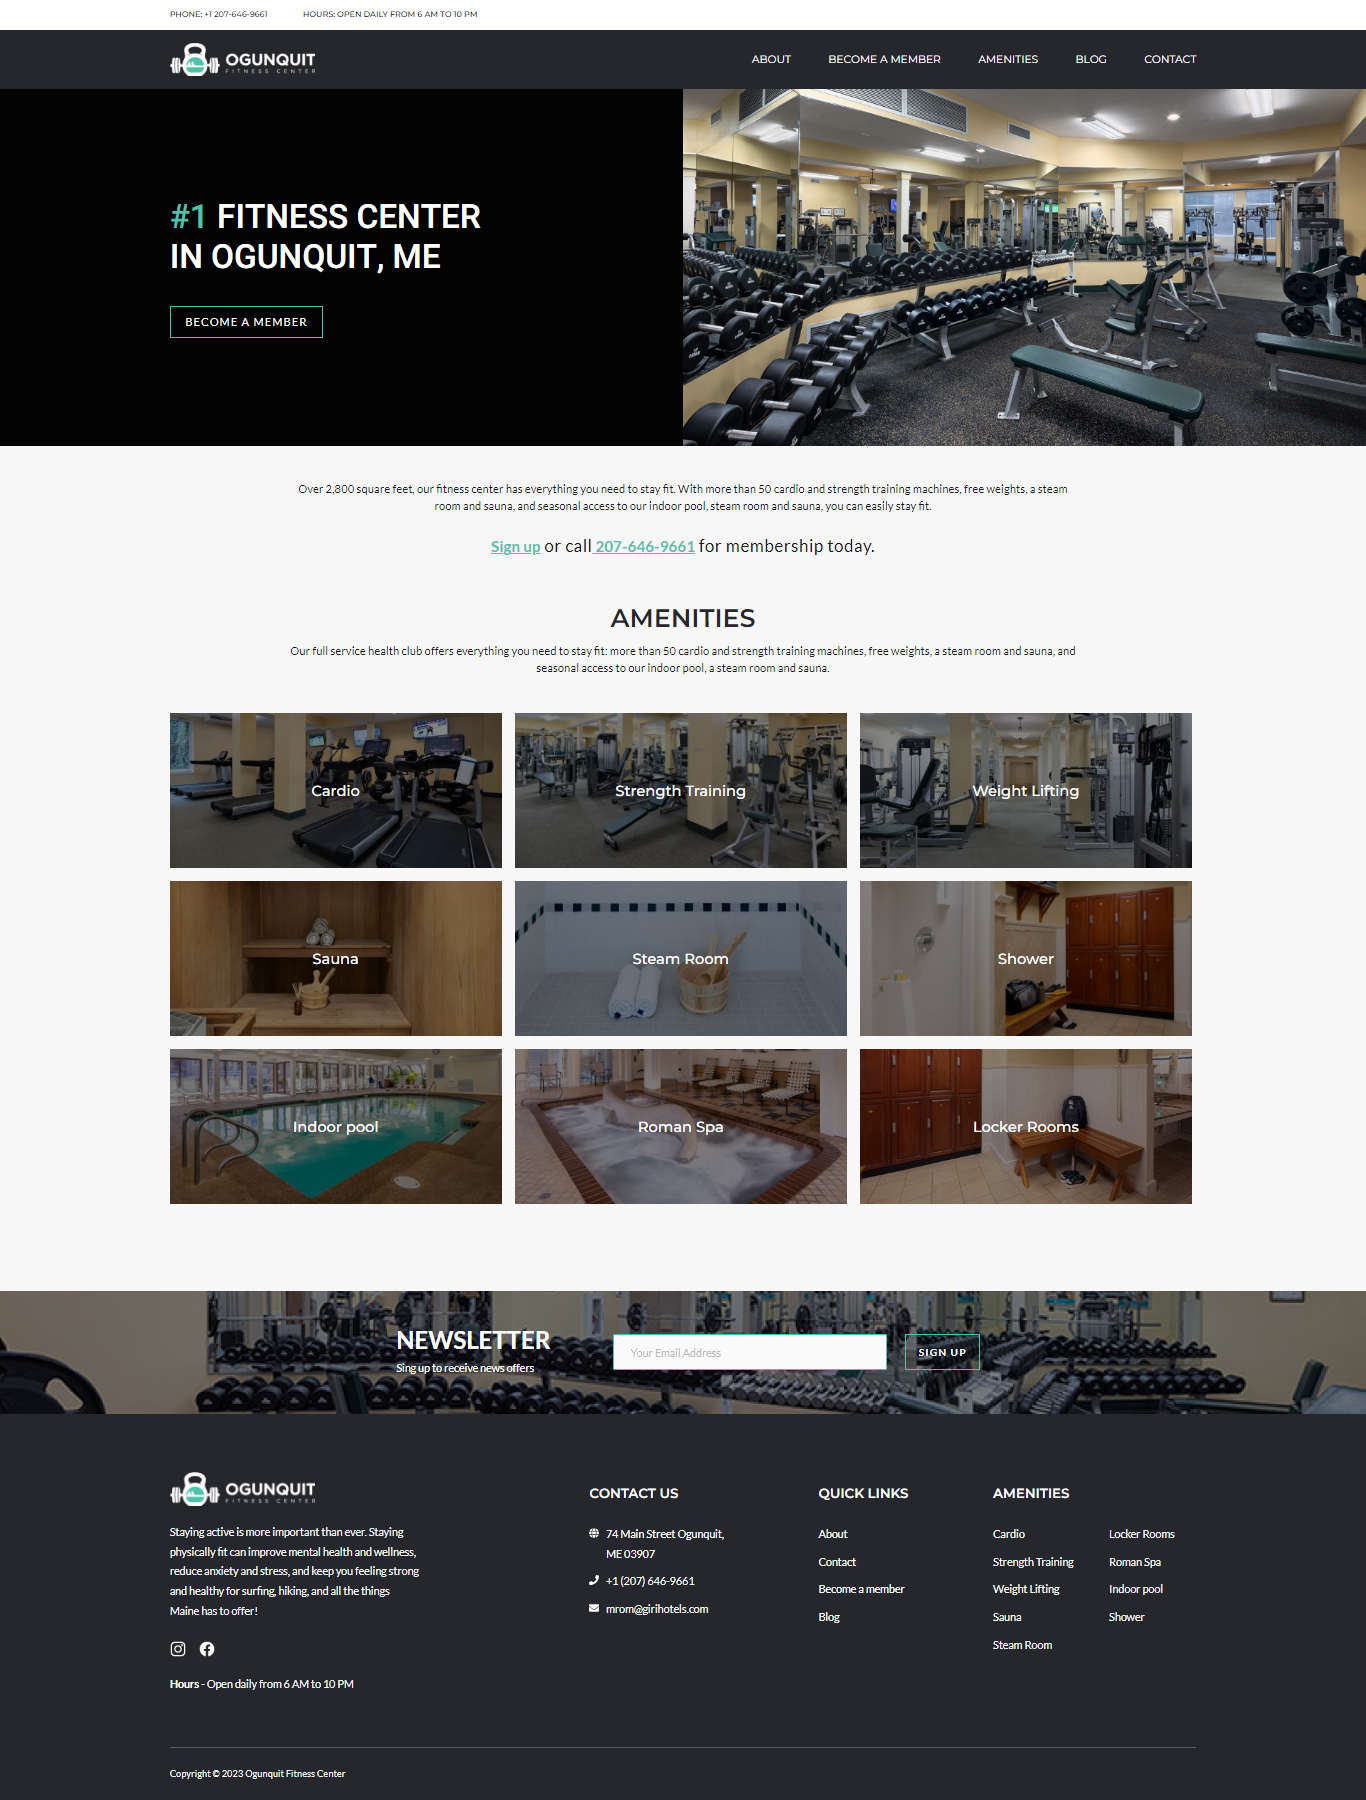 PHONE: +1 207-646-9661 HOURS: OPEN DAILY FROM 6 AM TO 10 PM
OGUNQUIT
FITNESS CENTER
ABOUT BECOME A MEMBER AMENITIES BLOG CONTACT
#1 FITNESS CENTER
IN OGUNQUIT, ME
BECOME A MEMBER
Over 2,800 square feet, our fitness center has everything you need to stay fit. With more than 50 cardio and strength training machines, free weights, a steam
room and sauna, and seasonal access to our indoor pool, steam room and sauna, you can easily stay fit.
Sign up or call 207-646-9661 for membership today.
AMENITIES
Our full service health club offers everything you need to stay fit: more than 50 cardio and strength training machines, free weights, a steam room and sauna, and
seasonal access to our indoor pool, a steam room and sauna.
Cardio
Strength Training
Weight Lifting
Sauna
Steam Room
Shower
Indoor pool
Roman Spa
Locker Rooms
NEWSLETTER
Sing up to receive news offers
Your Email Address
SIGN UP
OGUNQUIT
FITNESS CENTER
Staying active is more important than ever. Staying
physically fit can improve mental health and wellness,
reduce anxiety and stress, and keep you feeling strong
and healthy for surfing, hiking, and all the things
Maine has to offer!
Hours - Open daily from 6 AM to 10 PM
CONTACT US
74 Main Street Ogunquit,
ME 03907
+1 (207) 646-9661
mrom@girihotels.com
QUICK LINKS
About
Contact
Become a member
Blog
AMENITIES
Cardio
Strength Training
Weight Lifting
Sauna
Steam Room
Locker Rooms
Roman Spa
Indoor pool
Shower
Copyright © 2023 Ogunquit Fitness Center